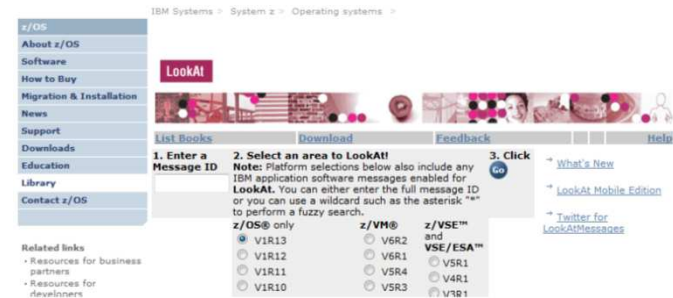 IBM Systems > System z > Operating systems >
z/OS
About z/OS
Software
How to Buy
Migration & Installation
News
Support
Downloads
Education
Library
Contact z/OS
Related links
• Resources for business
partners
• Resources for
developers
LookAt
List Books Download Feedback Help
1. Enter a
Message ID
2. Select an area to LookAt!
Note: Platform selections below also include any
IBM application software messages enabled for
LookAt. You can either enter the full message ID
or you can use a wildcard such as the asterisk "*"
to perform a fuzzy search.
z/OS® only
V1R13
V1R12
V1R11
V1R10
z/VM®
V6R2
V6R1
V5R4
V5R3
z/VSE™
and
VSE/ESA™
V5R1
V4R1
V3R1
3. Click
Go
What's New
LookAt Mobile Edition
Twitter for
LookAtMessages